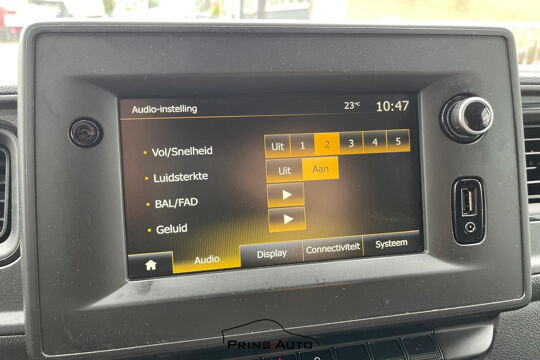 Audio-instelling 23°C 10:47
Vol/Snelheid Uit 1 2 3 4 5
Luidsterkte Uit Aan
BAL/FAD
Geluid
Audio Display Connectiviteit Systeem
PRINS AUTO